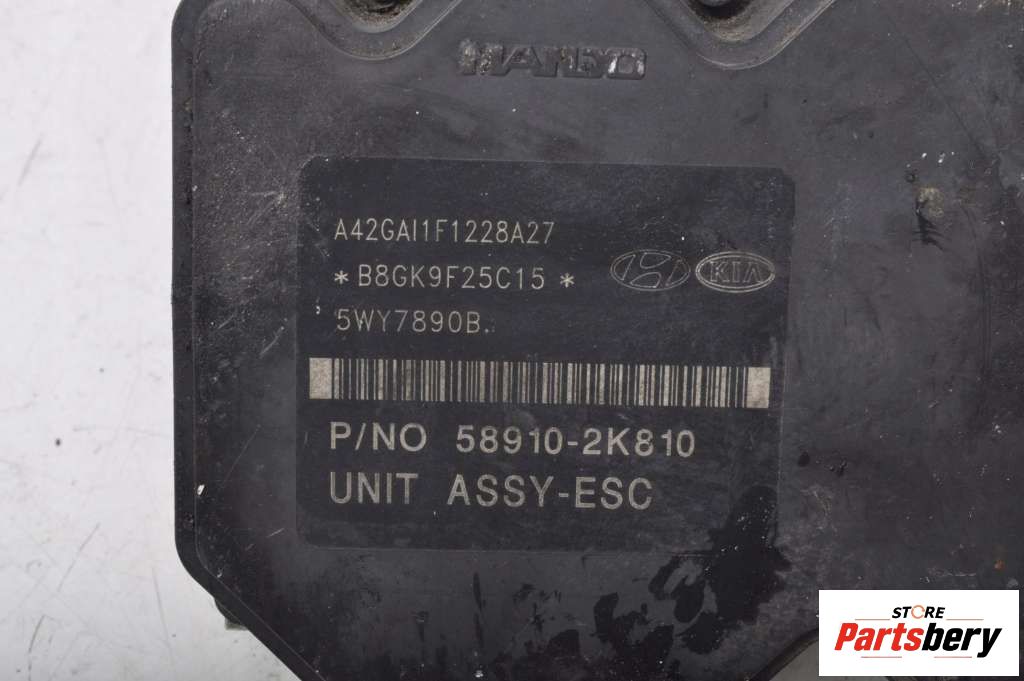 MANDO
A42GAI1F1228A27
*B8GK9F25C15*
KIA
5WY7890B.
P/NO 58910-2K810
UNIT ASSY-ESC
STORE
Partsbery